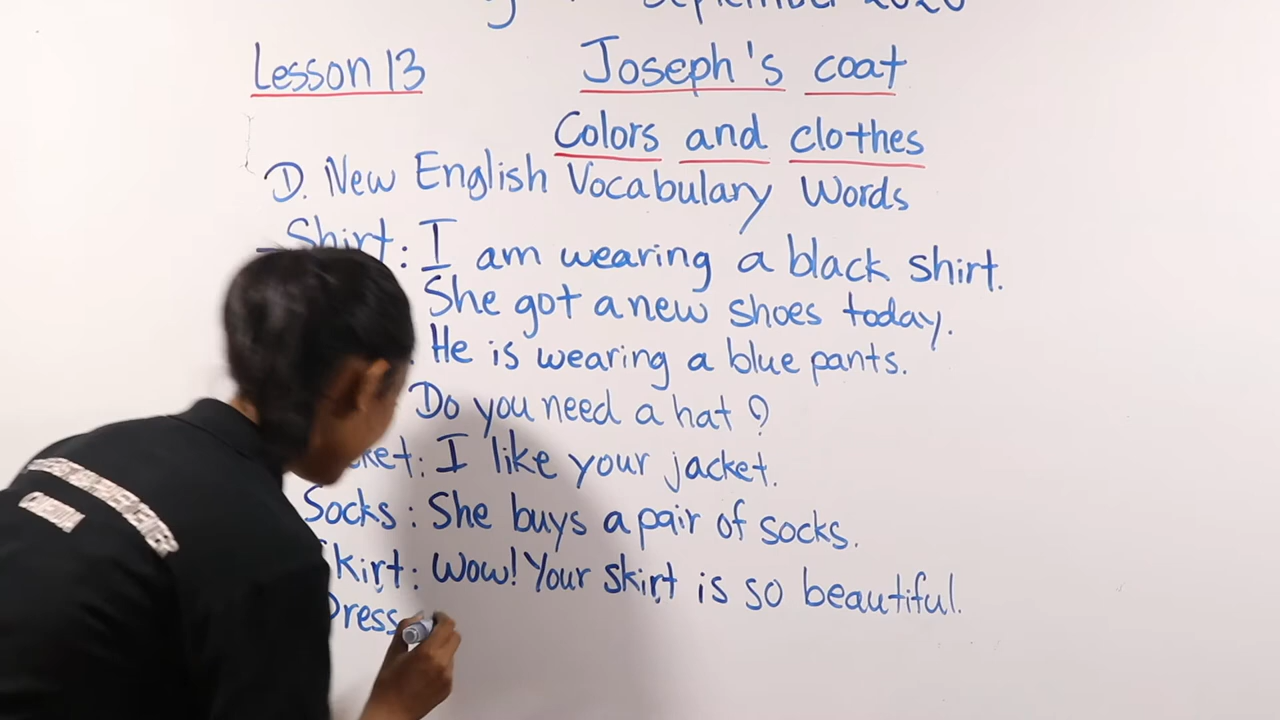 September 2020
Lesson 13 Joseph's coat
Colors and clothes
D. New English Vocabulary Words
- Shirt: I am wearing a black shirt.
She got a new shoes today.
He is wearing a blue pants.
Do you need a hat?
ket: I like your jacket.
Socks: She buys a pair of socks.
Skirt: Wow! Your skirt is so beautiful.
Dress